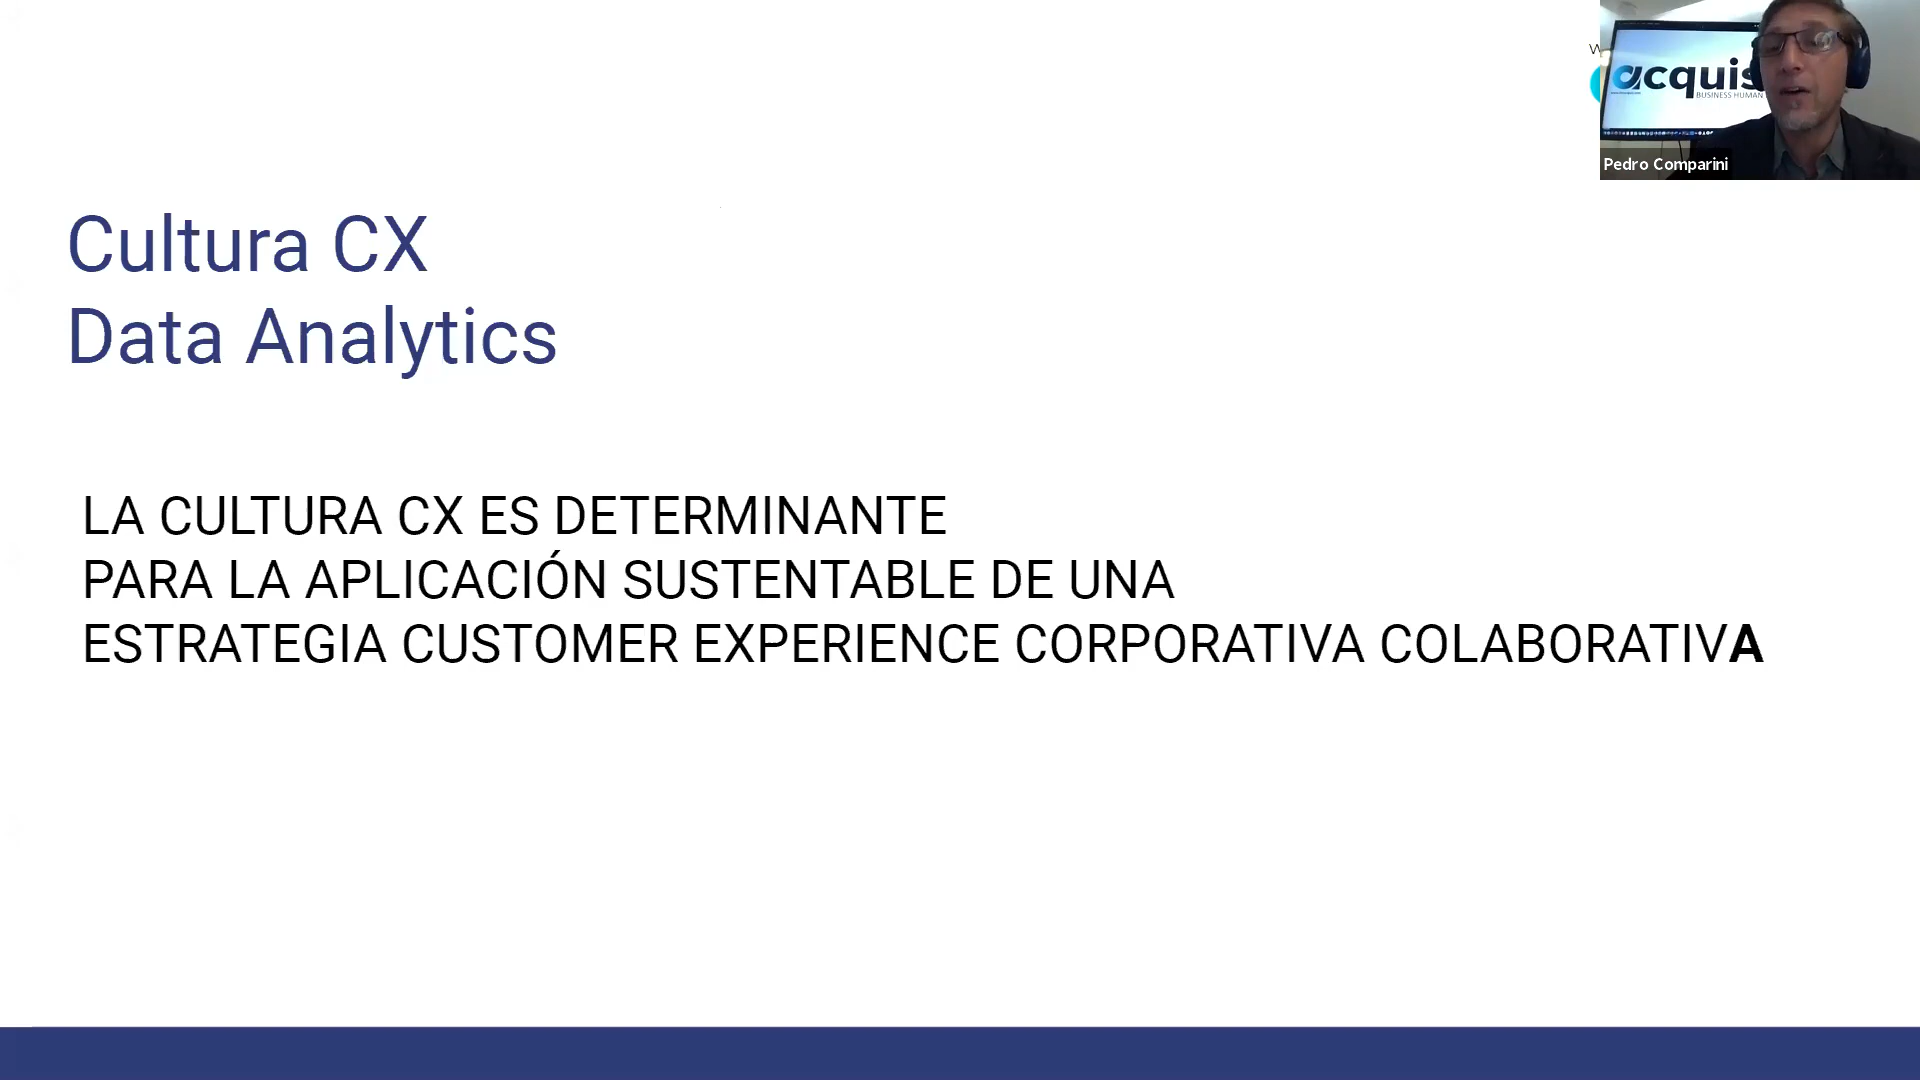 Cultura CX
Data Analytics
LA CULTURA CX ES DETERMINANTE
PARA LA APLICACIÓN SUSTENTABLE DE UNA
ESTRATEGIA CUSTOMER EXPERIENCE CORPORATIVA COLABORATIVA
acquis
BUSINESS HUMAN
Pedro Comparini